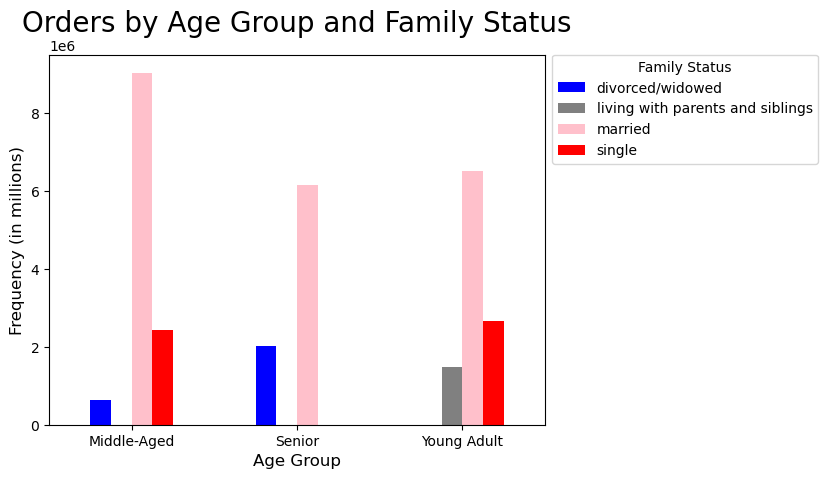 Orders by Age Group and Family Status
1e6
Frequency (in millions)
8
6
4
2
0
Middle-Aged
Senior
Young Adult
Age Group
Family Status
divorced/widowed
living with parents and siblings
married
single